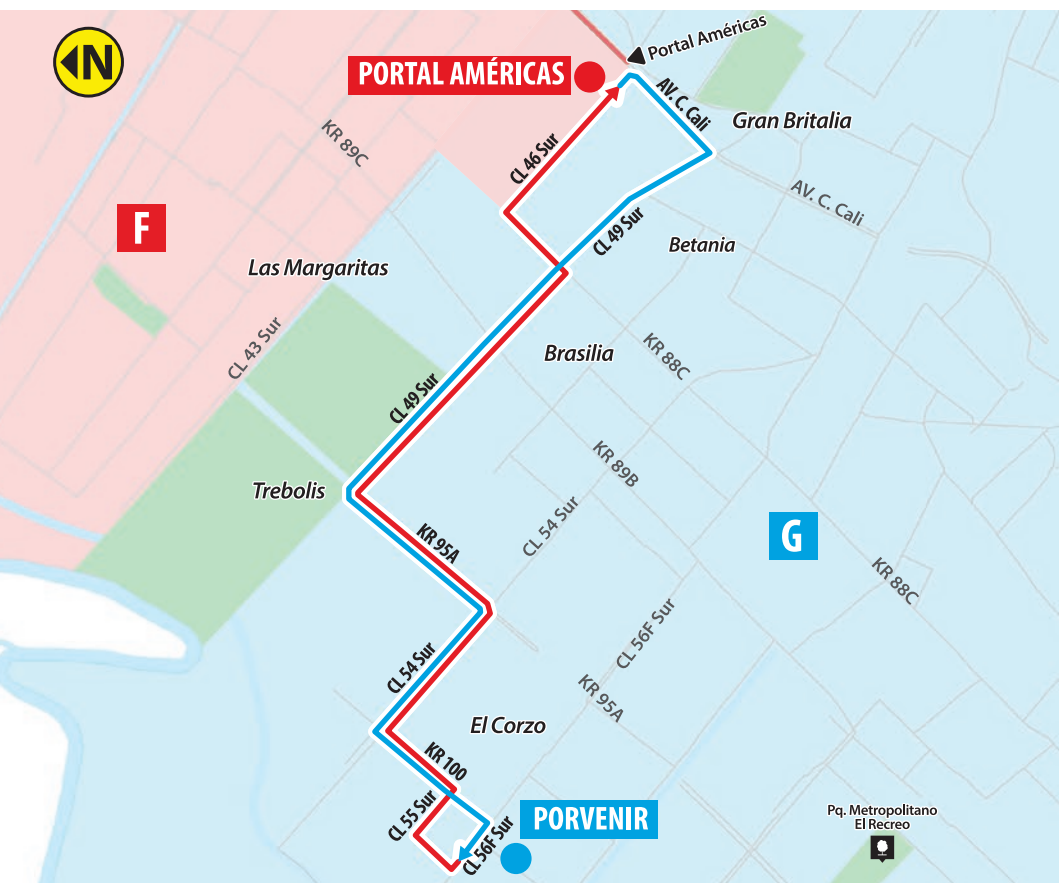 Portal Américas
N
PORTAL AMÉRICAS
AV. C. Cali
Gran Britalia
KR 89C
CL 46 Sur
AV. C. Cali
F
CL 49 Sur
Betania
Las Margaritas
CL 43 Sur
Brasilia
KR 88C
CL 49 Sur
KR 89B
Trebolis
CL 54 Sur
G
KR 95A
KR 88C
CL 56F Sur
CL 54 Sur
KR 95A
El Corzo
KR 100
CL 55 Sur
PORVENIR
CL 56F Sur
Pq. Metropolitano
El Recreo